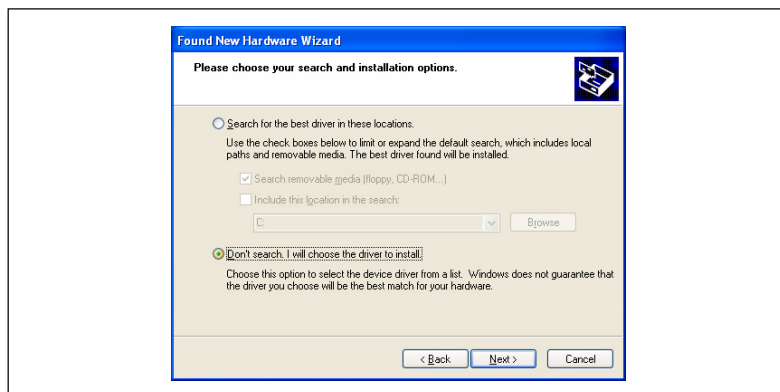 Found New Hardware Wizard
Please choose your search and installation options.
Search for the best driver in these locations.
Use the check boxes below to limit or expand the default search, which includes local
paths and removable media. The best driver found will be installed.
Search removable media (floppy, CD-ROM...)
Include this location in the search:
C:
Browse
Don't search. I will choose the driver to install.
Choose this option to select the device driver from a list. Windows does not guarantee that
the driver you choose will be the best match for your hardware.
< Back
Next >
Cancel